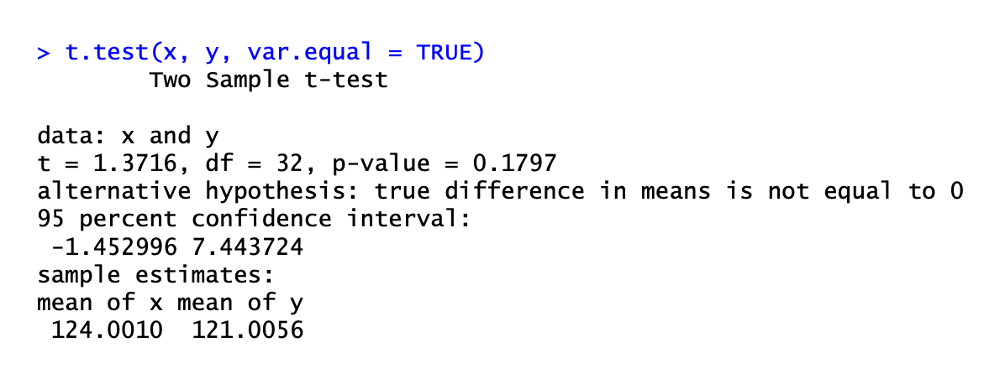 > t.test(x, y, var.equal = TRUE)
Two Sample t-test
data: x and y
t = 1.3716, df = 32, p-value = 0.1797
alternative hypothesis: true difference in means is not equal to 0
95 percent confidence interval:
-1.452996 7.443724
sample estimates:
mean of x mean of y
124.0010 121.0056